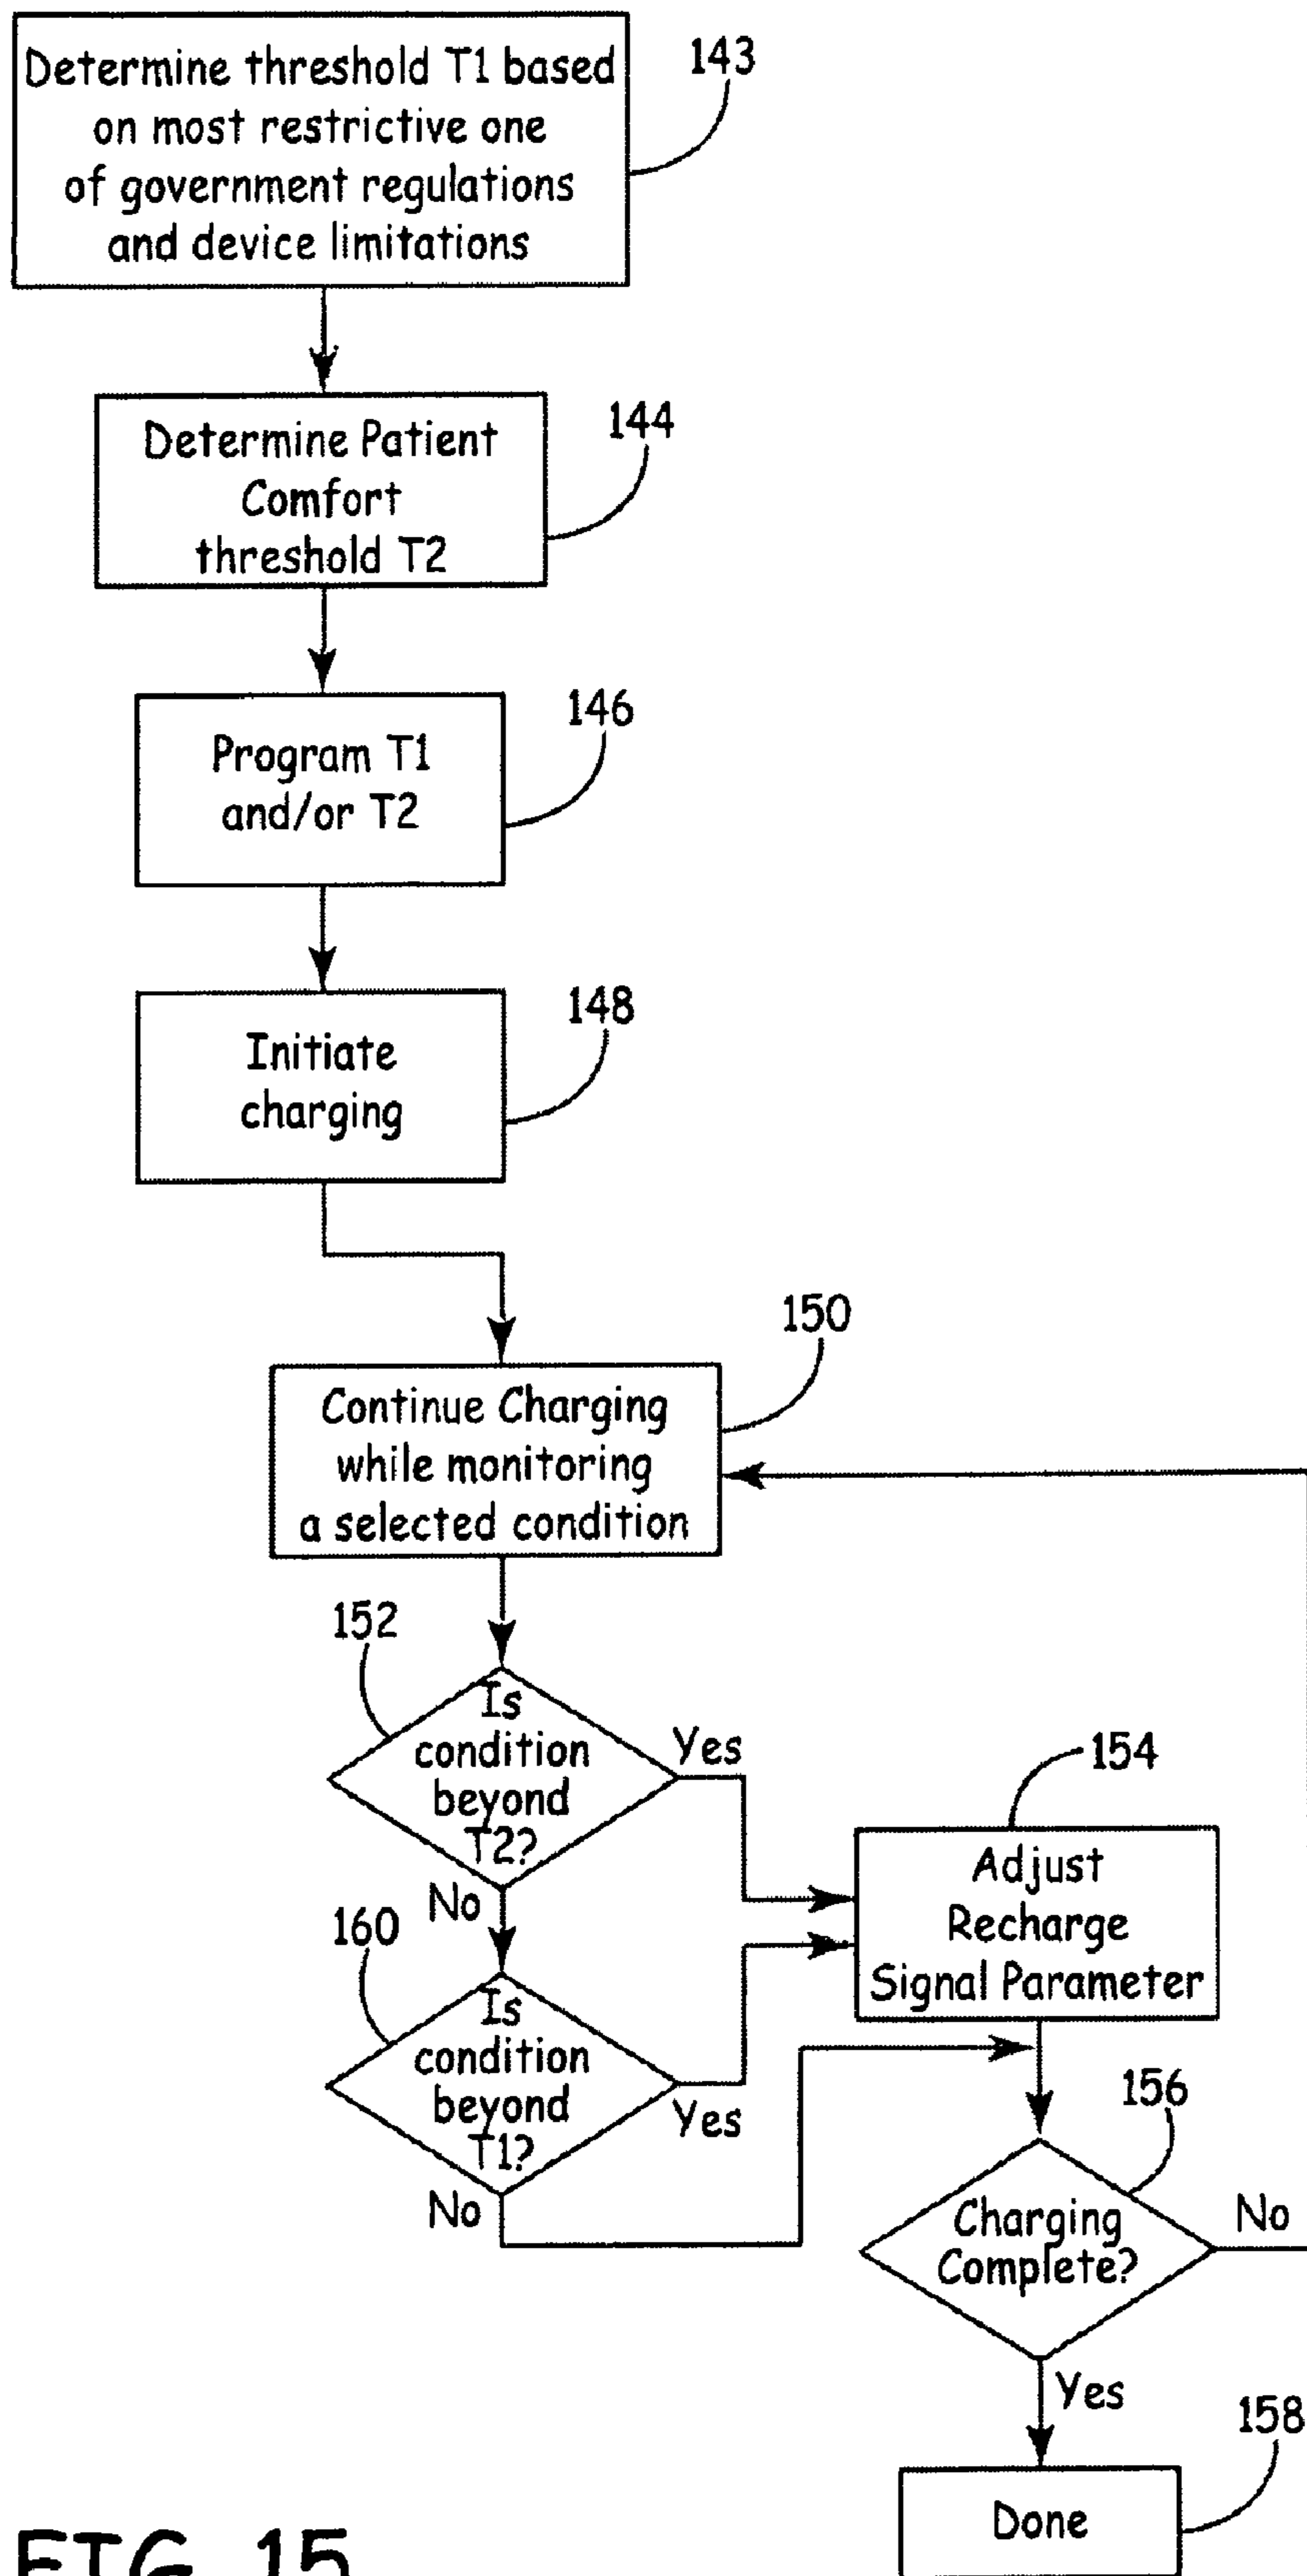 Determine threshold T1 based
on most restrictive one
of government regulations
and device limitations
143
Determine Patient
Comfort
threshold T2
144
Program T1
and/or T2
146
Initiate
charging
148
Continue Charging
while monitoring
a selected condition
150
152
Is
condition
beyond
T2?
Yes
No
154
Adjust
Recharge
Signal Parameter
160
Is
condition
beyond
T1?
Yes
No
156
Charging
Complete?
No
Yes
158
Done
FIG. 15